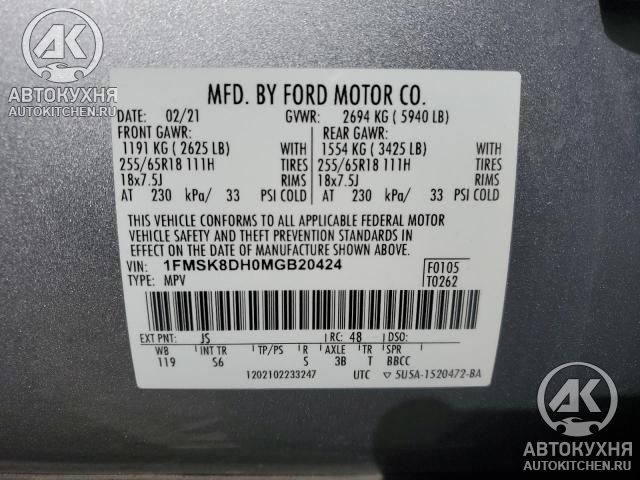 АК
АВТОКУХНЯ
AUTOKITCHEN.RU
MFD. BY FORD MOTOR CO.
DATE: 02/21 GVWR: 2694 KG ( 5940 LB)
FRONT GAWR: REAR GAWR:
1191 KG ( 2625 LB) WITH 1554 KG ( 3425 LB) WITH
255/65R18 111H TIRES 255/65R18 111H TIRES
18x7.5J RIMS 18x7.5J RIMS
AT 230 kPa/ 33 PSI COLD AT 230 kPa/ 33 PSI COLD
THIS VEHICLE CONFORMS TO ALL APPLICABLE FEDERAL MOTOR
VEHICLE SAFETY AND THEFT PREVENTION STANDARDS IN
EFFECT ON THE DATE OF MANUFACTURE SHOWN ABOVE.
VIN: 1FMSK8DH0MGB20424 F0105
TYPE: MPV T0262
EXT PNT: JS RC: 48 DSO:
WB INT TR TP/PS R AXLE TR SPR
119 S6 S 3B T BBCC
1202102233247 UTC ▽ 5U5A-1520472-BA
АК
АВТОКУХНЯ
AUTOKITCHEN.RU